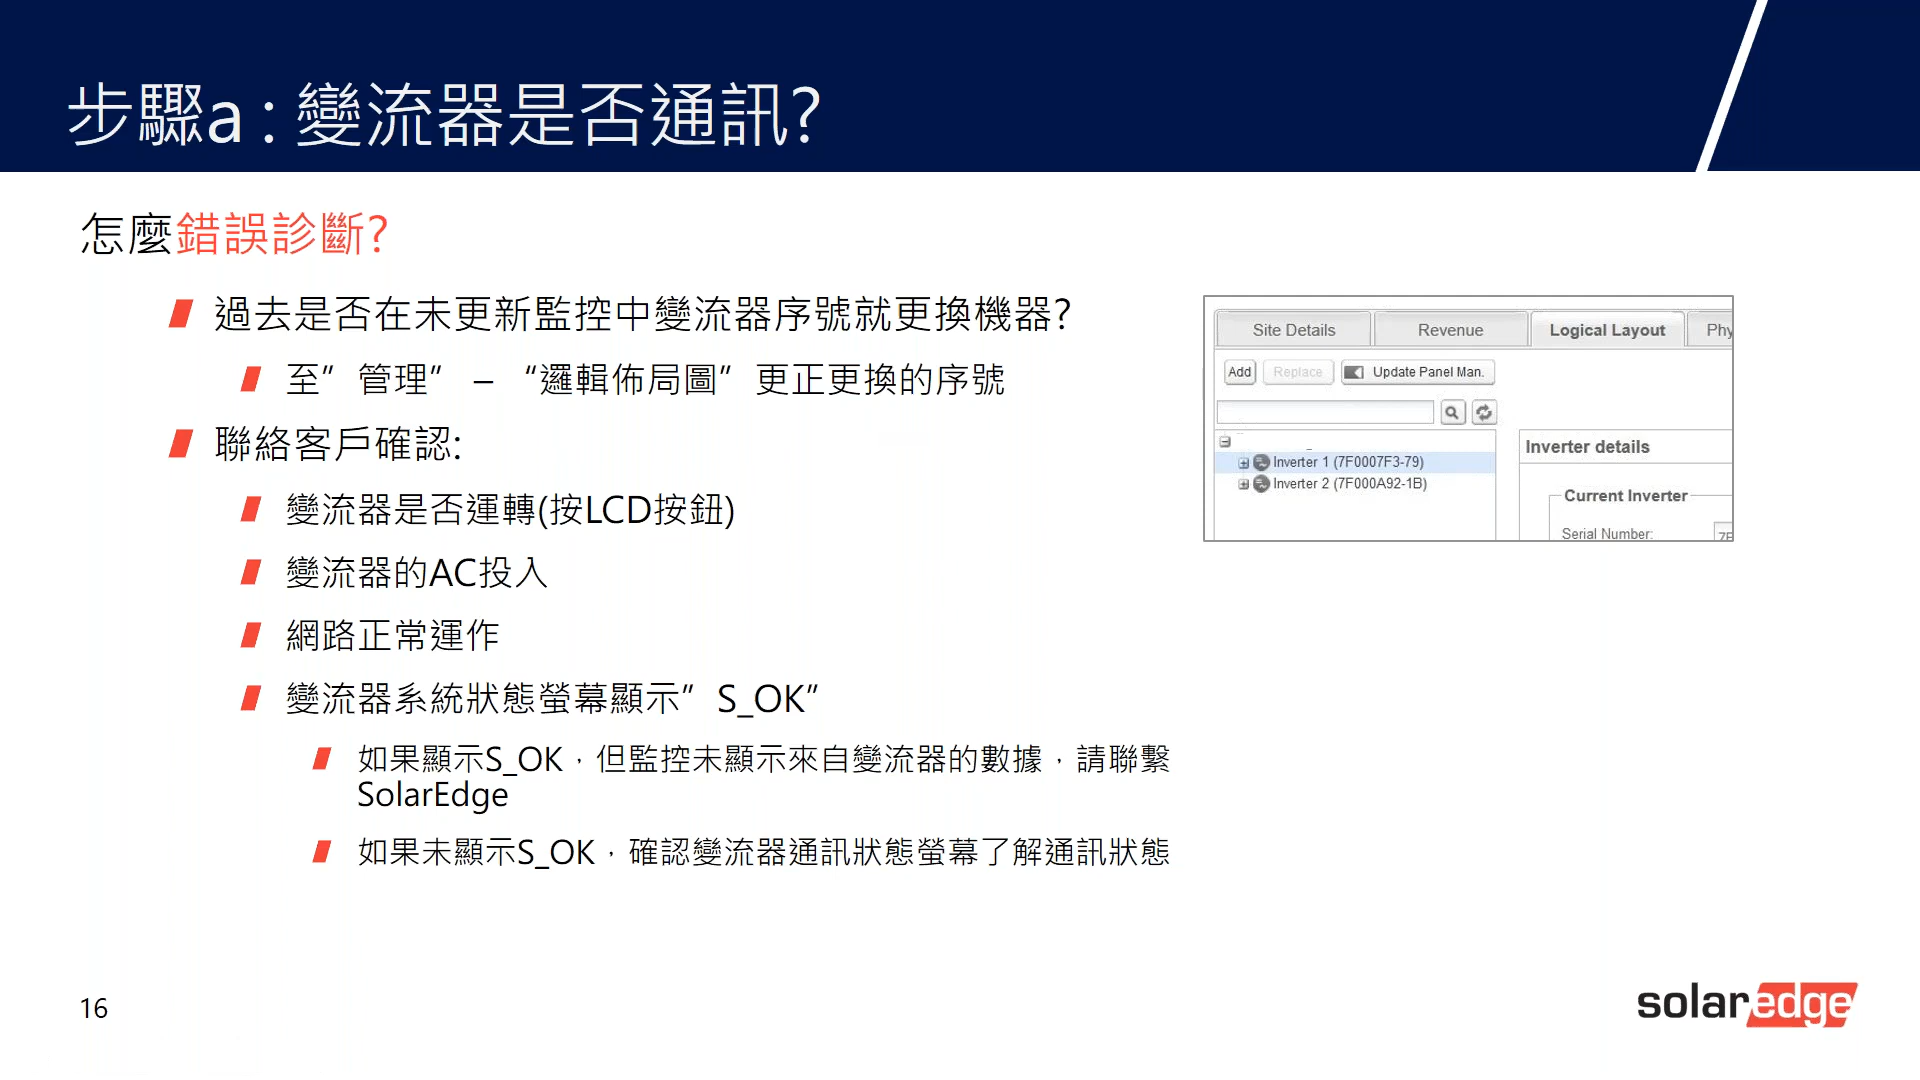 步驟a : 變流器是否通訊?
怎麼錯誤診斷?
過去是否在未更新監控中變流器序號就更換機器?
至”管理” – “邏輯佈局圖”更正更換的序號
聯絡客戶確認:
變流器是否運轉(按LCD按鈕)
變流器的AC投入
網路正常運作
變流器系統狀態螢幕顯示”S_OK”
如果顯示S_OK，但監控未顯示來自變流器的數據，請聯繫
SolarEdge
如果未顯示S_OK，確認變流器通訊狀態螢幕了解通訊狀態
Site Details Revenue Logical Layout Phy
Add Replace Update Panel Man.
Inverter details
Inverter 1 (7F0007F3-79)
Inverter 2 (7F000A92-1B)
Current Inverter
Serial Number: 7F
16
solaredge